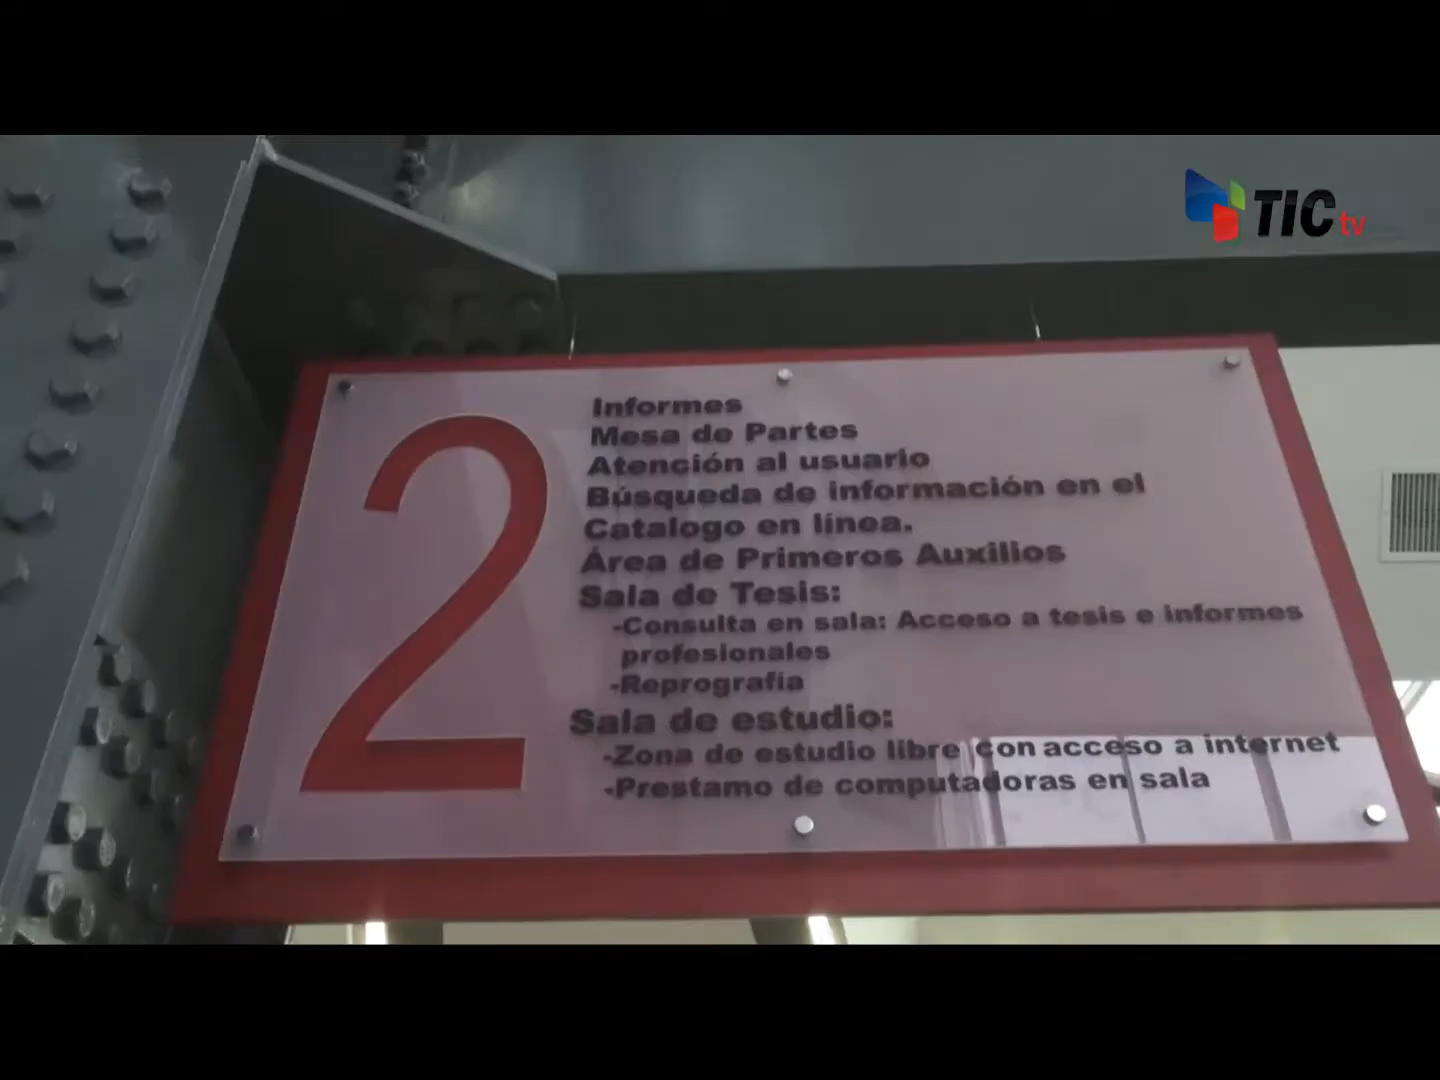 TIC tv
2
Informes
Mesa de Partes
Atención al usuario
Búsqueda de información en el
Catalogo en línea.
Área de Primeros Auxilios
Sala de Tesis:
-Consulta en sala: Acceso a tesis e informes
profesionales
-Reprografía
Sala de estudio:
-Zona de estudio libre con acceso a internet
-Prestamo de computadoras en sala